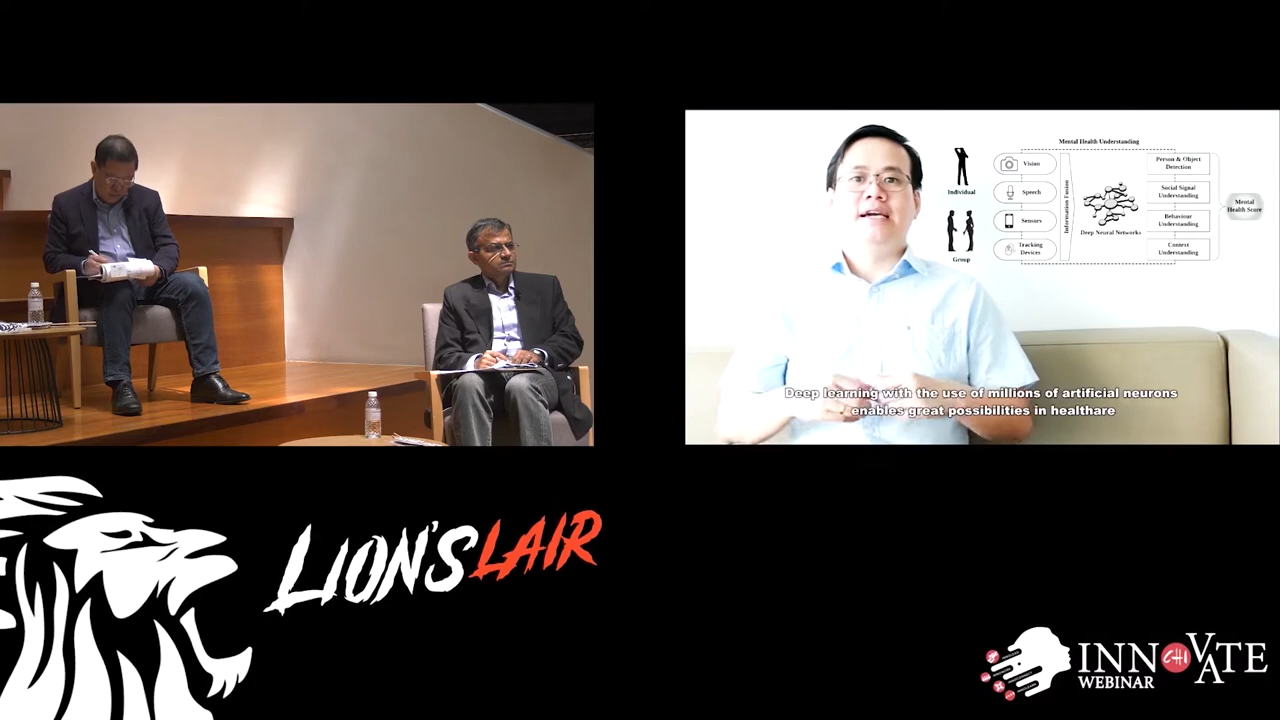 Mental Health Understanding
Individual
Group
Vision
Speech
Sensors
Tracking
Devices
Information Fusion
Deep Neural Networks
Person & Object
Detection
Social Signal
Understanding
Behaviour
Understanding
Context
Understanding
Mental
Health Score
Deep learning with the use of millions of artificial neurons
enables great possibilities in healthare
LION'S LAIR
INNOVATE
CHI
WEBINAR